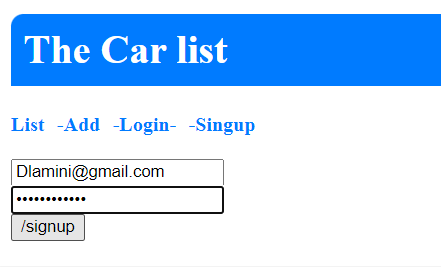 The Car list
List -Add -Login- -Singup
Dlamini@gmail.com
••••••••••••
/signup